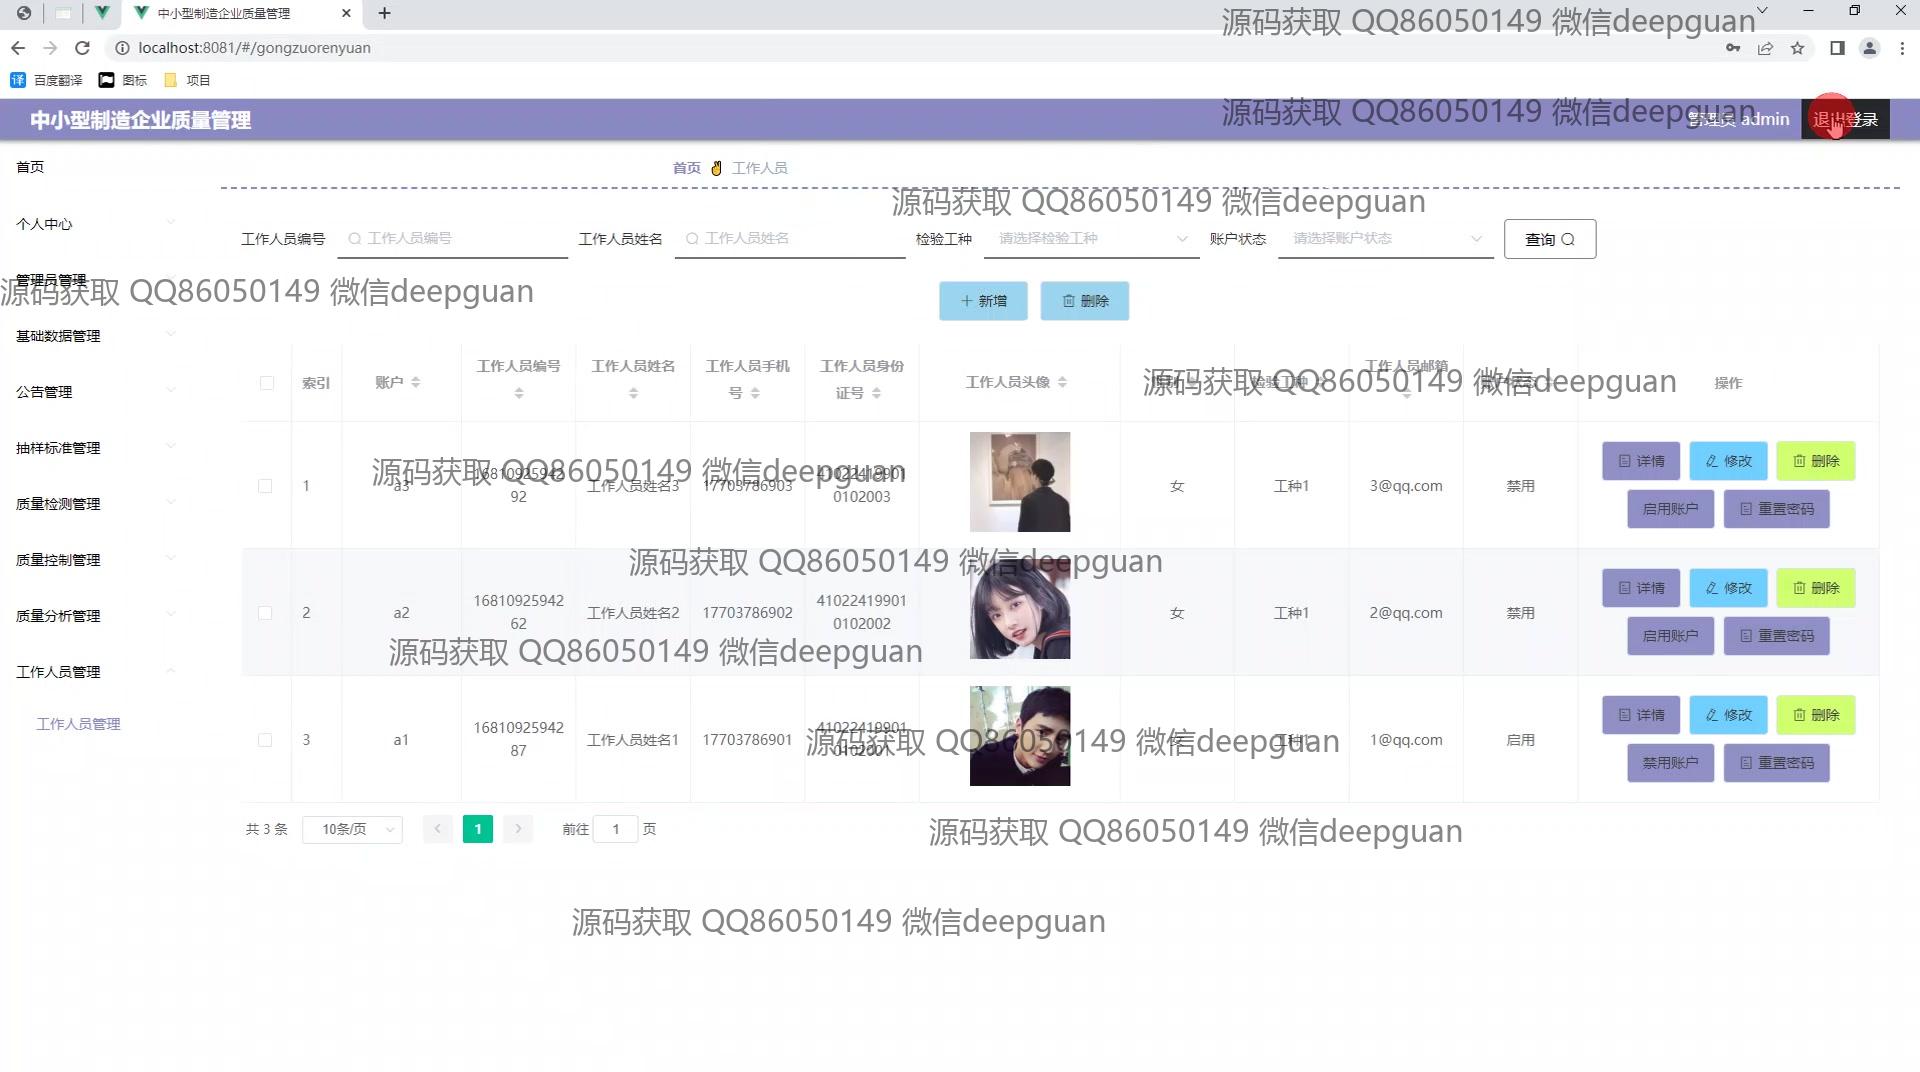 中小型制造企业质量管理
源码获取 QQ86050149 微信deepguan
localhost:8081/#/gongzuorenyuan
百度翻译
图标
项目
中小型制造企业质量管理
源码获取 QQ86050149 微信deepguan
管理员 admin
退出登录
首页
首页
工作人员
源码获取 QQ86050149 微信deepguan
个人中心
工作人员编号
工作人员编号
工作人员姓名
工作人员姓名
检验工种
请选择检验工种
账户状态
请选择账户状态
查询
管理员管理
源码获取 QQ86050149 微信deepguan
新增
删除
基础数据管理
公告管理
抽样标准管理
质量检测管理
质量控制管理
质量分析管理
工作人员管理
工作人员管理
索引
账户
工作人员编号
工作人员姓名
工作人员手机号
工作人员身份证号
工作人员头像
检验工种
工作人员邮箱
操作
源码获取 QQ86050149 微信deepguan
源码获取 QQ86050149 微信deepguan
1
a3
1681092594292
工作人员姓名3
17703786903
410224199010102003
女
工种1
3@qq.com
禁用
详情
修改
删除
启用账户
重置密码
源码获取 QQ86050149 微信deepguan
2
a2
1681092594262
工作人员姓名2
17703786902
410224199010102002
女
工种1
2@qq.com
禁用
详情
修改
删除
启用账户
重置密码
源码获取 QQ86050149 微信deepguan
3
a1
1681092594287
工作人员姓名1
17703786901
410224199010102001
源码获取 QQ86050149 微信deepguan
工种1
1@qq.com
启用
详情
修改
删除
禁用账户
重置密码
共 3 条
10条/页
1
前往
1
页
源码获取 QQ86050149 微信deepguan
源码获取 QQ86050149 微信deepguan